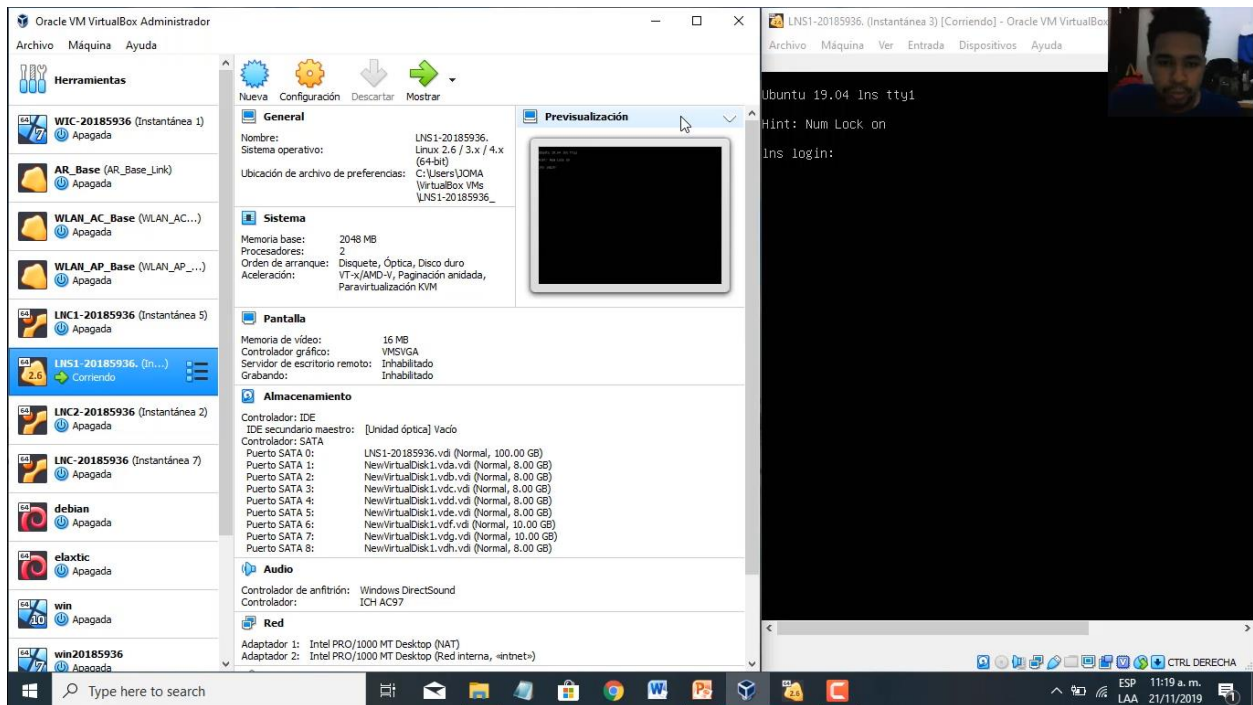 Oracle VM VirtualBox Administrador
Archivo Máquina Ayuda
Herramientas
64
7
WIC-20185936 (Instantánea 1)
Apagada
AR_Base (AR_Base_Link)
Apagada
WLAN_AC_Base (WLAN_AC...)
Apagada
WLAN_AP_Base (WLAN_AP_...)
Apagada
64
LNC1-20185936 (Instantánea 5)
Apagada
64
2.6
LNS1-20185936. (In...)
Corriendo
64
LNC2-20185936 (Instantánea 2)
Apagada
64
LNC-20185936 (Instantánea 7)
Apagada
64
debian
Apagada
64
elaxtic
Apagada
64
10
win
Apagada
64
7
win20185936
Apagada
Nueva Configuración Descartar Mostrar
General
Nombre: LNS1-20185936.
Sistema operativo: Linux 2.6 / 3.x / 4.x
(64-bit)
Ubicación de archivo de preferencias: C:\Users\JOMA
\VirtualBox VMs
\LNS1-20185936_
Previsualización
Sistema
Memoria base: 2048 MB
Procesadores: 2
Orden de arranque: Disquete, Óptica, Disco duro
Aceleración: VT-x/AMD-V, Paginación anidada,
Paravirtualización KVM
Pantalla
Memoria de vídeo: 16 MB
Controlador gráfico: VMSVGA
Servidor de escritorio remoto: Inhabilitado
Grabando: Inhabilitado
Almacenamiento
Controlador: IDE
IDE secundario maestro: [Unidad óptica] Vacío
Controlador: SATA
Puerto SATA 0: LNS1-20185936.vdi (Normal, 100.00 GB)
Puerto SATA 1: NewVirtualDisk1.vda.vdi (Normal, 8.00 GB)
Puerto SATA 2: NewVirtualDisk1.vdb.vdi (Normal, 8.00 GB)
Puerto SATA 3: NewVirtualDisk1.vdc.vdi (Normal, 8.00 GB)
Puerto SATA 4: NewVirtualDisk1.vdd.vdi (Normal, 8.00 GB)
Puerto SATA 5: NewVirtualDisk1.vde.vdi (Normal, 8.00 GB)
Puerto SATA 6: NewVirtualDisk1.vdf.vdi (Normal, 10.00 GB)
Puerto SATA 7: NewVirtualDisk1.vdg.vdi (Normal, 10.00 GB)
Puerto SATA 8: NewVirtualDisk1.vdh.vdi (Normal, 8.00 GB)
Audio
Controlador de anfitrión: Windows DirectSound
Controlador: ICH AC97
Red
Adaptador 1: Intel PRO/1000 MT Desktop (NAT)
Adaptador 2: Intel PRO/1000 MT Desktop (Red interna, «intnet»)
LNS1-20185936. (Instantánea 3) [Corriendo] - Oracle VM VirtualBox
Archivo Máquina Ver Entrada Dispositivos Ayuda
Ubuntu 19.04 lns tty1
Hint: Num Lock on
lns login:
CTRL DERECHA
Type here to search
ESP 11:19 a. m.
LAA 21/11/2019